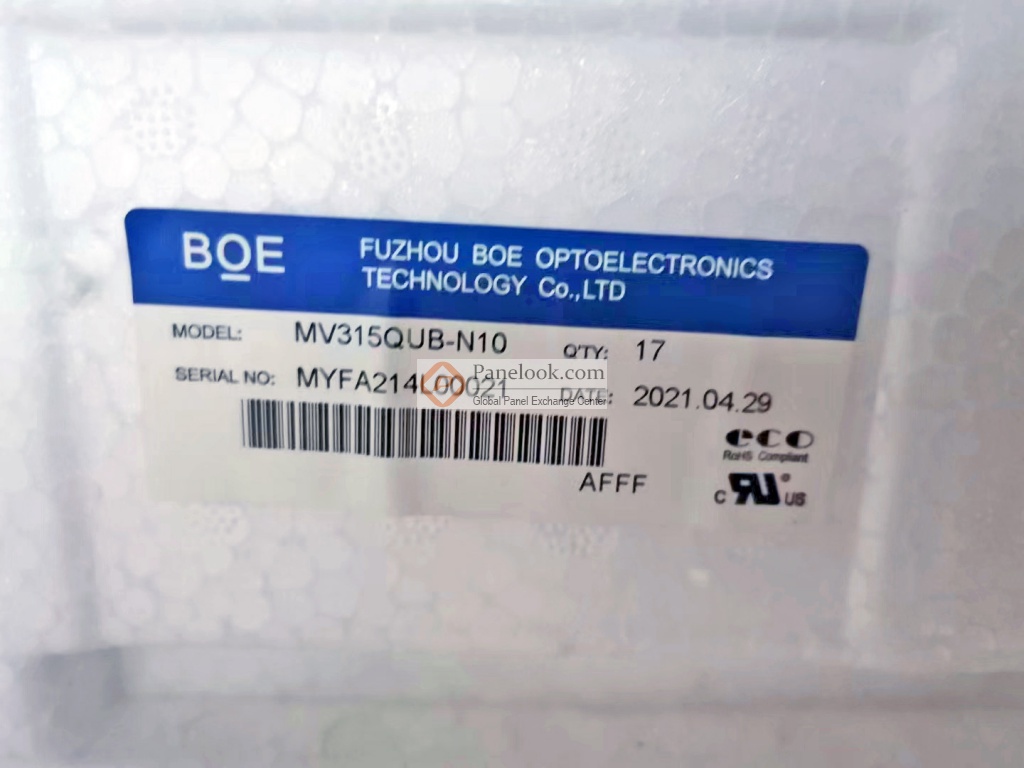 BOE
FUZHOU BOE OPTOELECTRONICS
TECHNOLOGY Co.,LTD
MODEL: MV315QUB-N10 Q'TY: 17
SERIAL NO: MYFA214L00021 DATE: 2021.04.29
Panelook.com
Global Panel Exchange Center
eco
RoHS Compliant
AFFF
c RU US